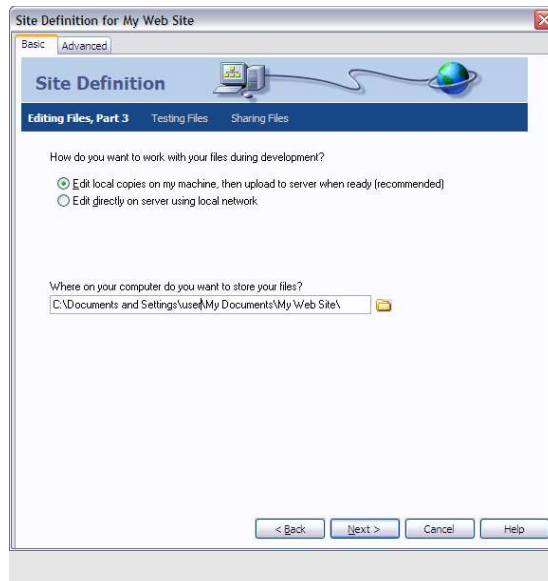 Site Definition for My Web Site
Basic Advanced
Site Definition
Editing Files, Part 3 Testing Files Sharing Files
How do you want to work with your files during development?
Edit local copies on my machine, then upload to server when ready (recommended)
Edit directly on server using local network
Where on your computer do you want to store your files?
C:\Documents and Settings\user\My Documents\My Web Site\
< Back Next > Cancel Help